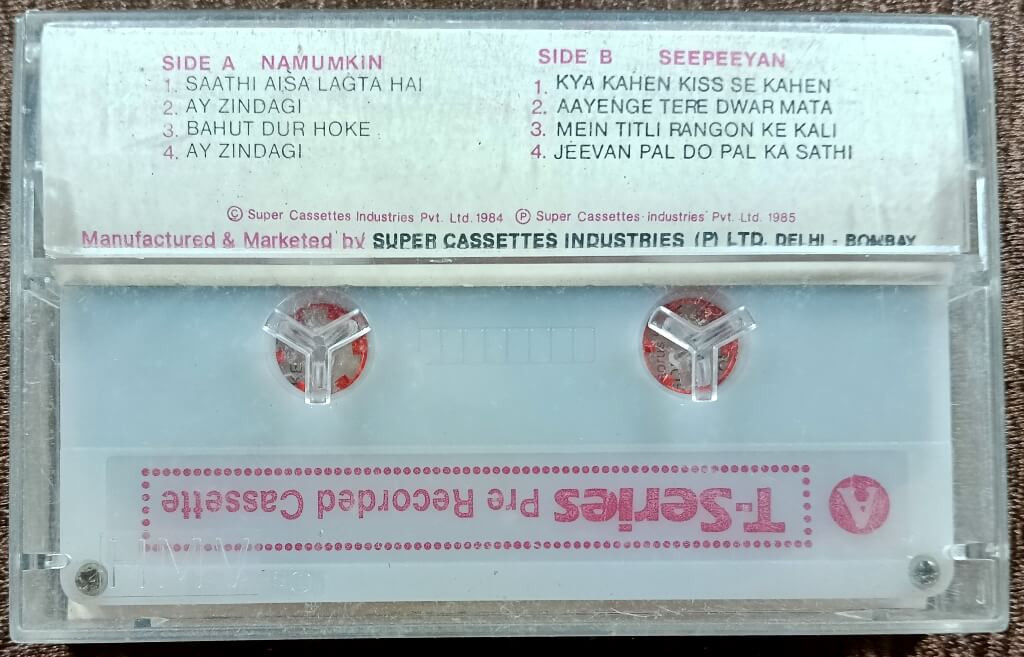 SIDE A NAMUMKIN
1. SAATHI AISA LAGTA HAI
2. AY ZINDAGI
3. BAHUT DUR HOKE
4. AY ZINDAGI
SIDE B SEEPEEYAN
1. KYA KAHEN KISS SE KAHEN
2. AAYENGE TERE DWAR MATA
3. MEIN TITLI RANGON KE KALI
4. JEEVAN PAL DO PAL KA SATHI
© Super Cassettes Industries Pvt. Ltd. 1984 ℗ Super Cassettes industries Pvt. Ltd. 1985
Manufactured & Marketed by SUPER CASSETTES INDUSTRIES (P) LTD. DELHI - BOMBAY
A T-Series Pre Recorded Cassette